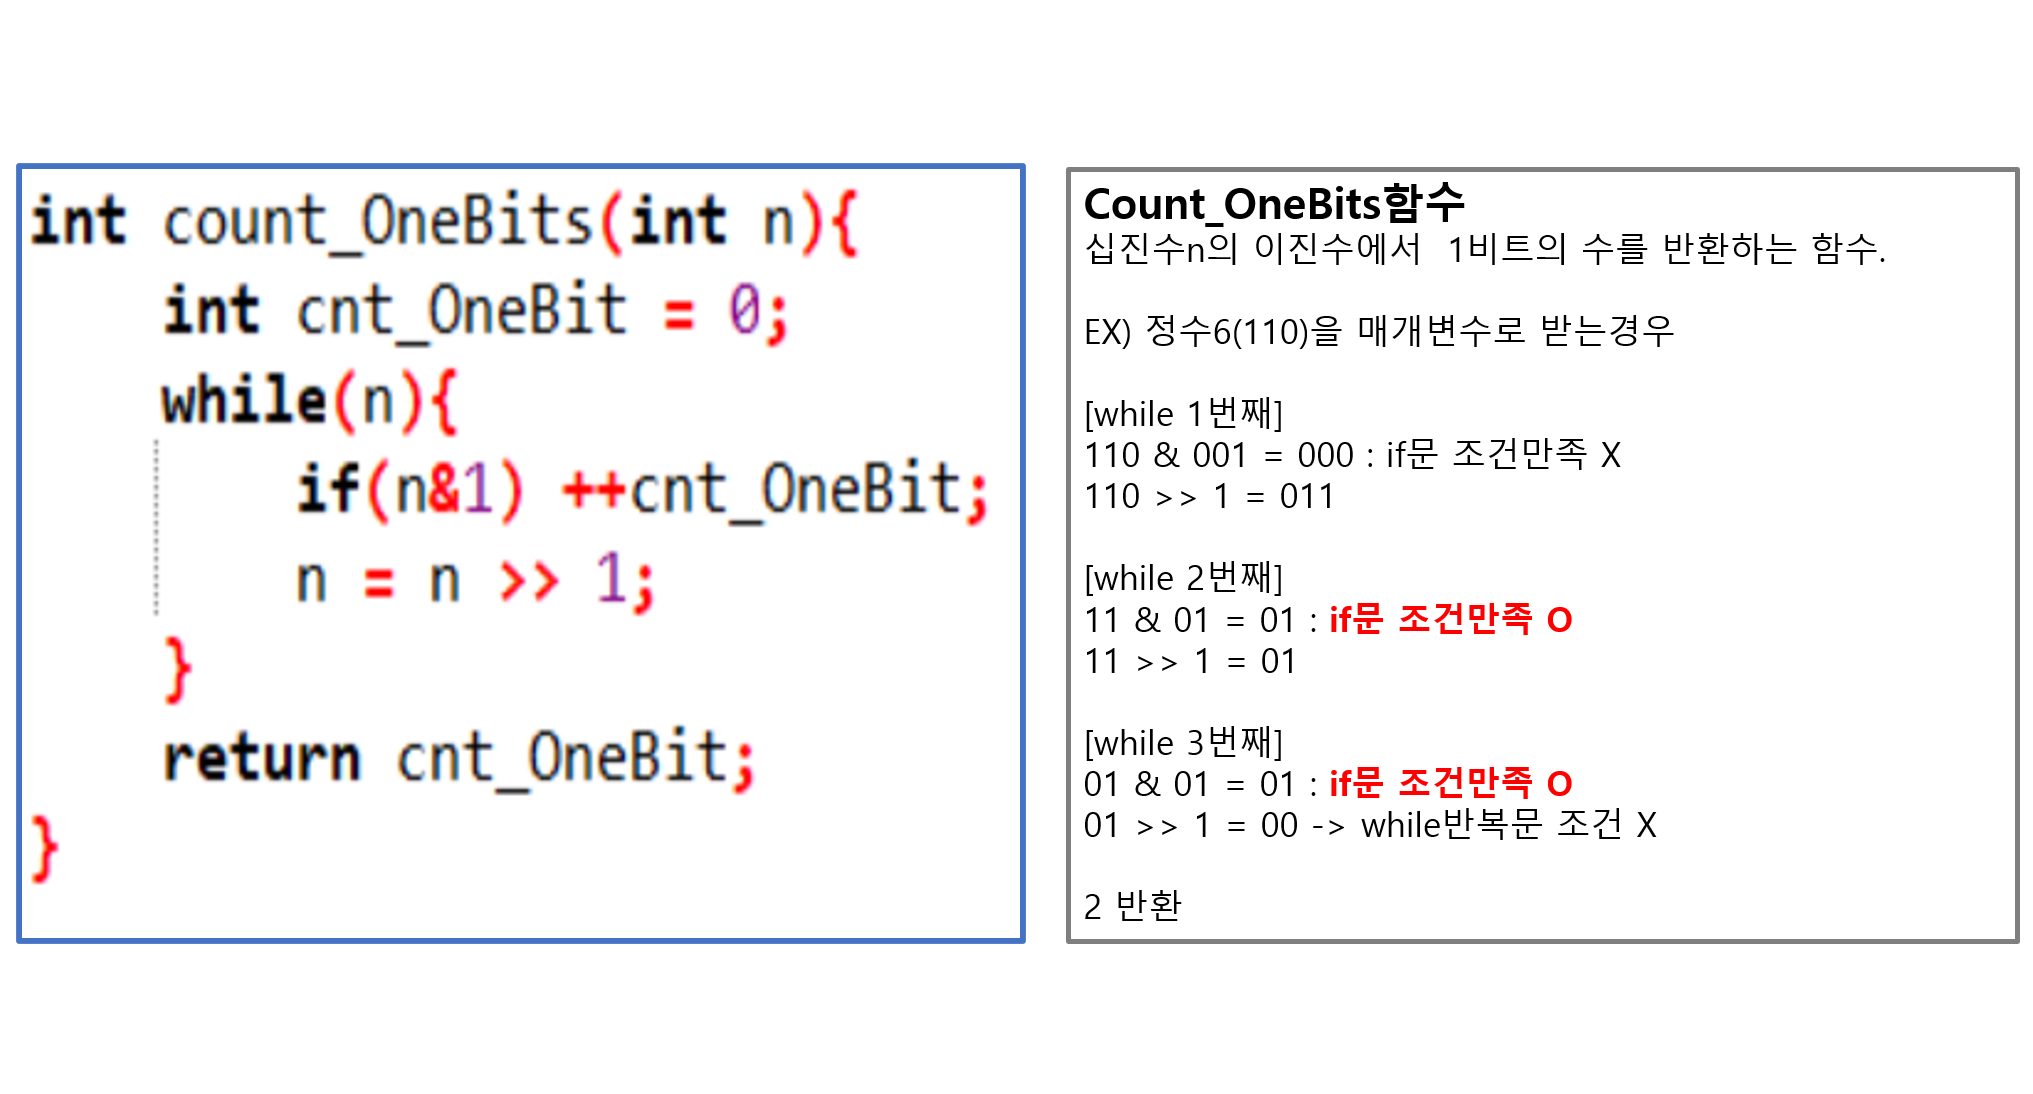 int count_OneBits(int n){
int cnt_OneBit = 0;
while(n){
if(n&1) ++cnt_OneBit;
n = n >> 1;
}
return cnt_OneBit;
}
Count_OneBits함수
십진수n의 이진수에서  1비트의 수를 반환하는 함수.
EX) 정수6(110)을 매개변수로 받는경우
[while 1번째]
110 & 001 = 000 : if문 조건만족 X
110 >> 1 = 011
[while 2번째]
11 & 01 = 01 : if문 조건만족 O
11 >> 1 = 01
[while 3번째]
01 & 01 = 01 : if문 조건만족 O
01 >> 1 = 00 -> while반복문 조건 X
2 반환